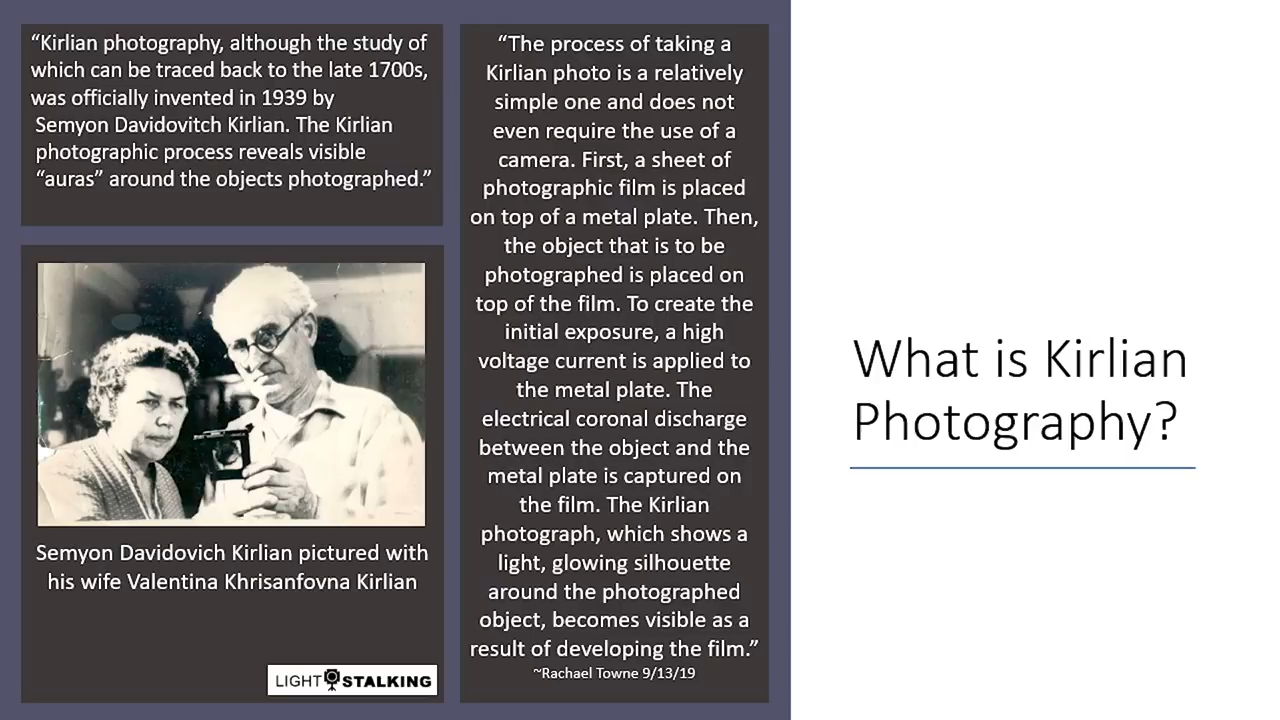 “Kirlian photography, although the study of
which can be traced back to the late 1700s,
was officially invented in 1939 by
Semyon Davidovitch Kirlian. The Kirlian
photographic process reveals visible
“auras” around the objects photographed.”
Semyon Davidovich Kirlian pictured with
his wife Valentina Khrisanfovna Kirlian
LIGHT STALKING
“The process of taking a
Kirlian photo is a relatively
simple one and does not
even require the use of a
camera. First, a sheet of
photographic film is placed
on top of a metal plate. Then,
the object that is to be
photographed is placed on
top of the film. To create the
initial exposure, a high
voltage current is applied to
the metal plate. The
electrical coronal discharge
between the object and the
metal plate is captured on
the film. The Kirlian
photograph, which shows a
light, glowing silhouette
around the photographed
object, becomes visible as a
result of developing the film.”
~Rachael Towne 9/13/19
What is Kirlian
Photography?